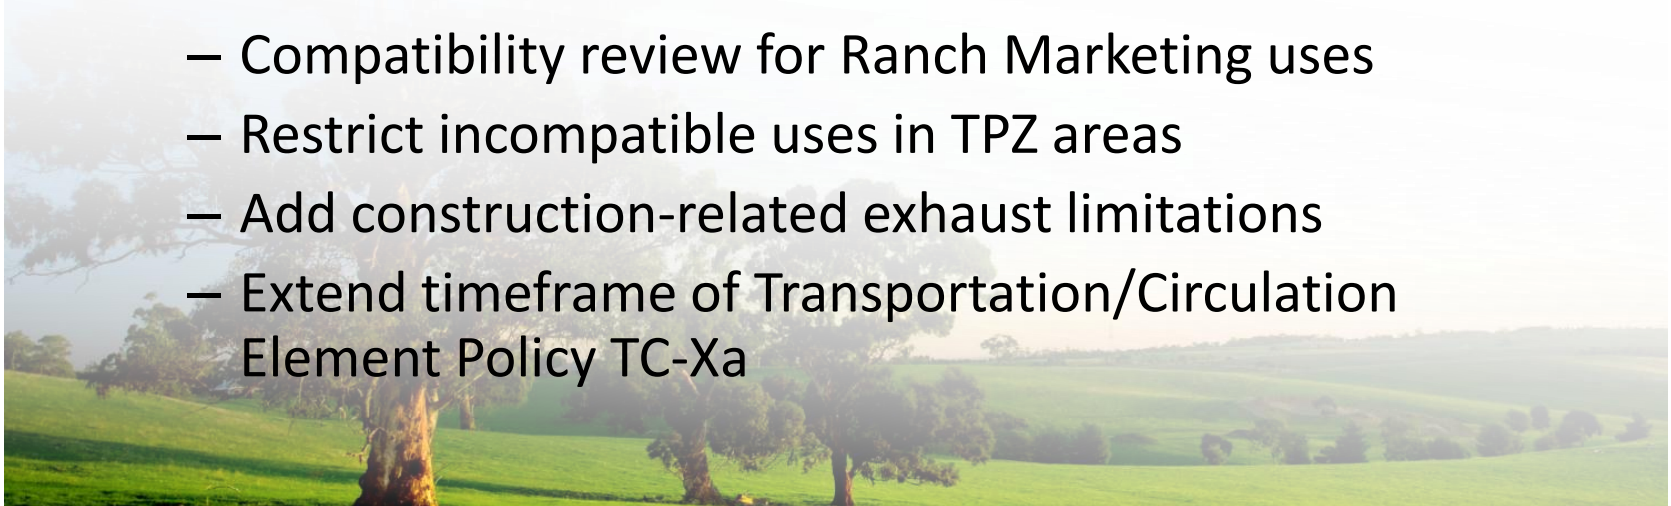 – Compatibility review for Ranch Marketing uses
– Restrict incompatible uses in TPZ areas
– Add construction-related exhaust limitations
– Extend timeframe of Transportation/Circulation
Element Policy TC-Xa